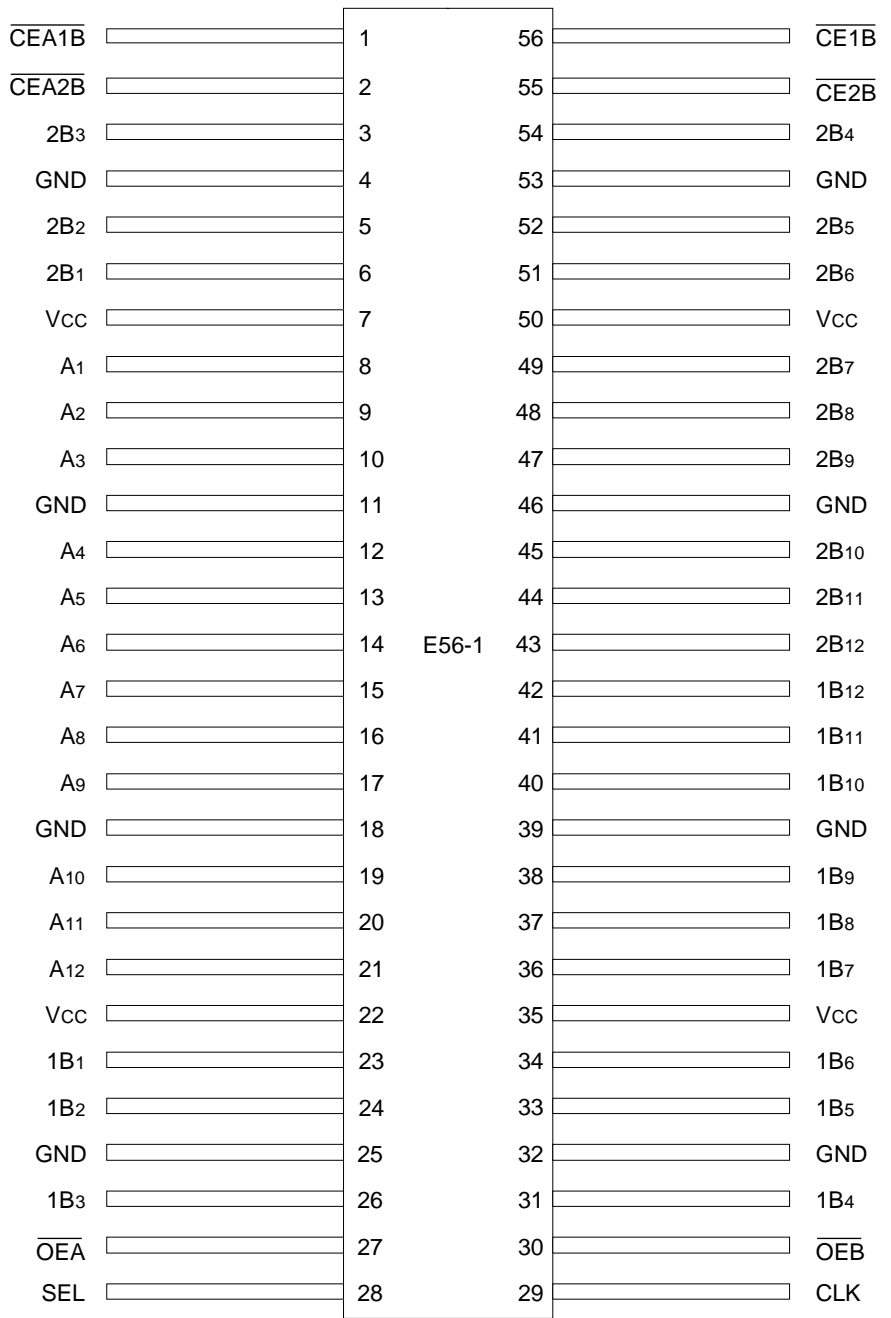 CEA1B 1 56 CE1B
CEA2B 2 55 CE2B
2B3 3 54 2B4
GND 4 53 GND
2B2 5 52 2B5
2B1 6 51 2B6
VCC 7 50 VCC
A1 8 49 2B7
A2 9 48 2B8
A3 10 47 2B9
GND 11 46 GND
A4 12 45 2B10
A5 13 44 2B11
A6 14 E56-1 43 2B12
A7 15 42 1B12
A8 16 41 1B11
A9 17 40 1B10
GND 18 39 GND
A10 19 38 1B9
A11 20 37 1B8
A12 21 36 1B7
VCC 22 35 VCC
1B1 23 34 1B6
1B2 24 33 1B5
GND 25 32 GND
1B3 26 31 1B4
OEA 27 30 OEB
SEL 28 29 CLK